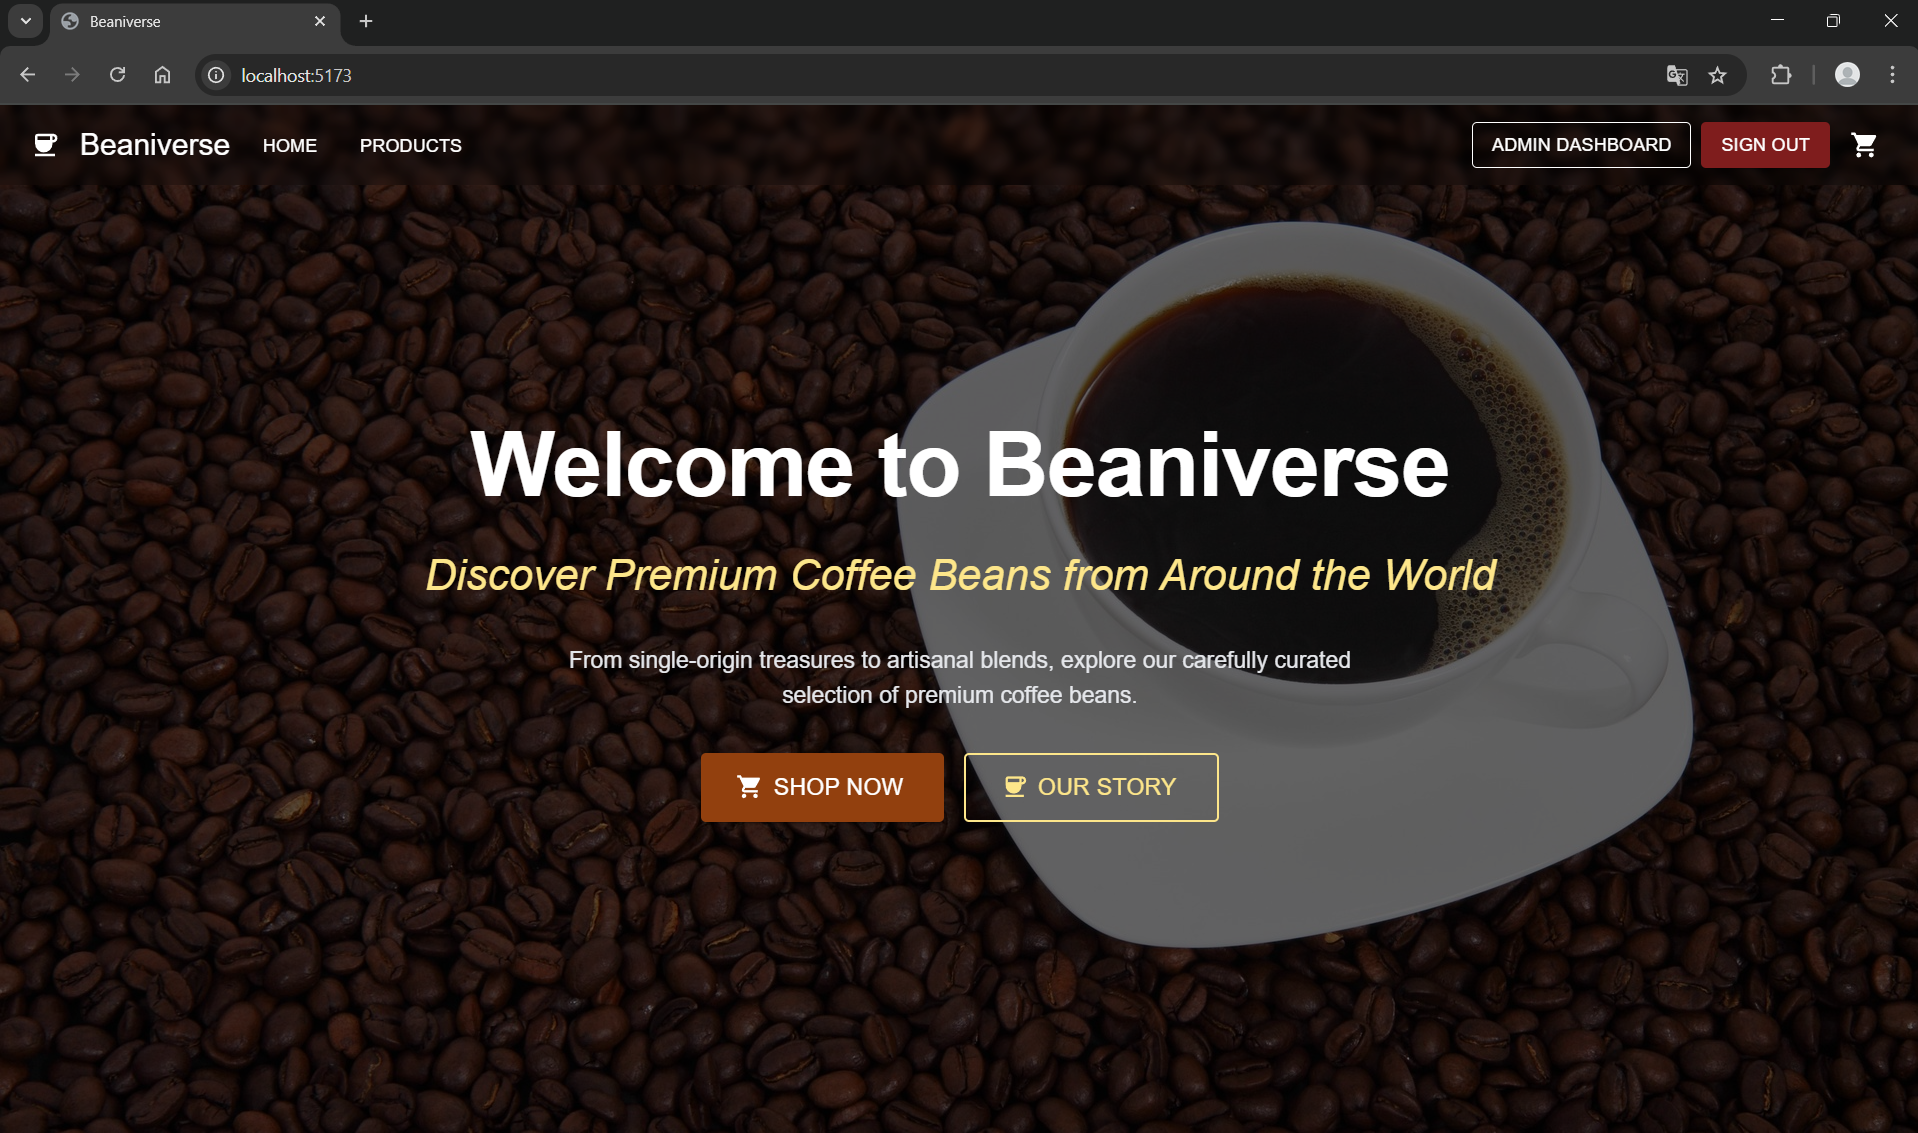 Beaniverse
localhost:5173
Beaniverse HOME PRODUCTS ADMIN DASHBOARD SIGN OUT
Welcome to Beaniverse
Discover Premium Coffee Beans from Around the World
From single-origin treasures to artisanal blends, explore our carefully curated
selection of premium coffee beans.
SHOP NOW OUR STORY